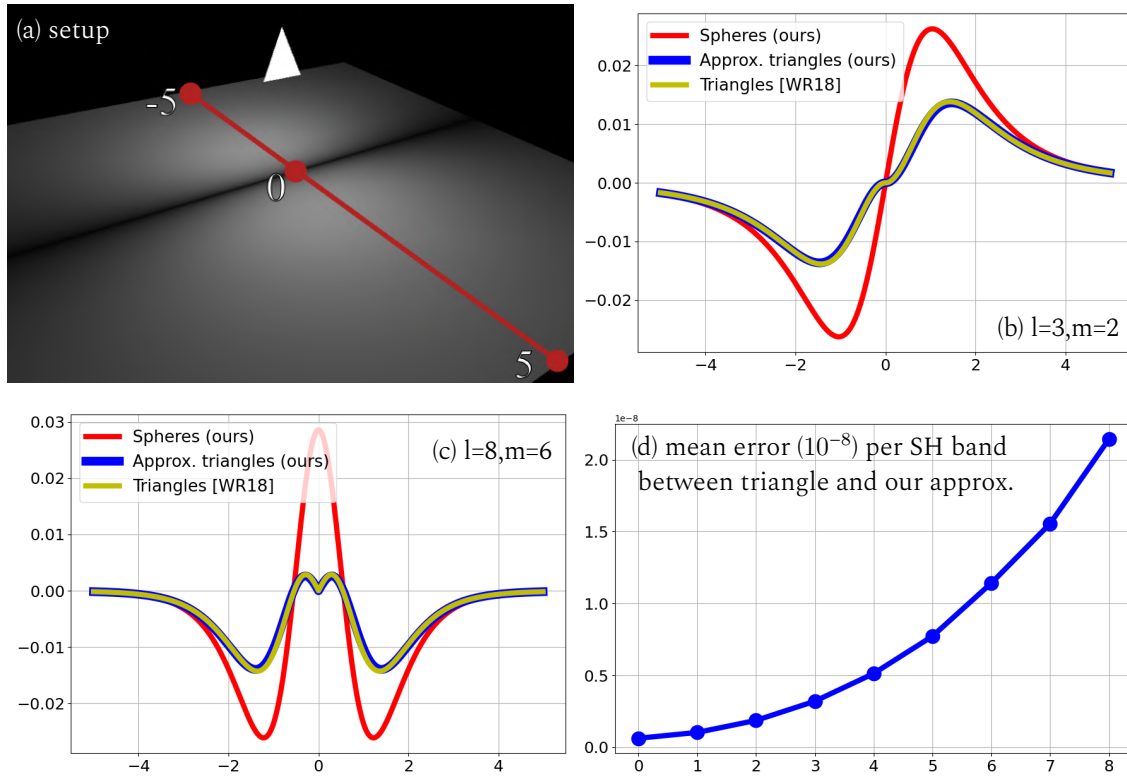 (a) setup
-5
0
5
Spheres (ours)
Approx. triangles (ours)
Triangles [WR18]
0.02
0.01
0.00
−0.01
−0.02
−4 −2 0 2 4
(b) l=3,m=2
0.03
0.02
0.01
0.00
−0.01
−0.02
Spheres (ours)
Approx. triangles (ours)
Triangles [WR18]
(c) l=8,m=6
−4 −2 0 2 4
1e−8
(d) mean error (10⁻⁸) per SH band
between triangle and our approx.
2.0
1.5
1.0
0.5
0.0
0 1 2 3 4 5 6 7 8